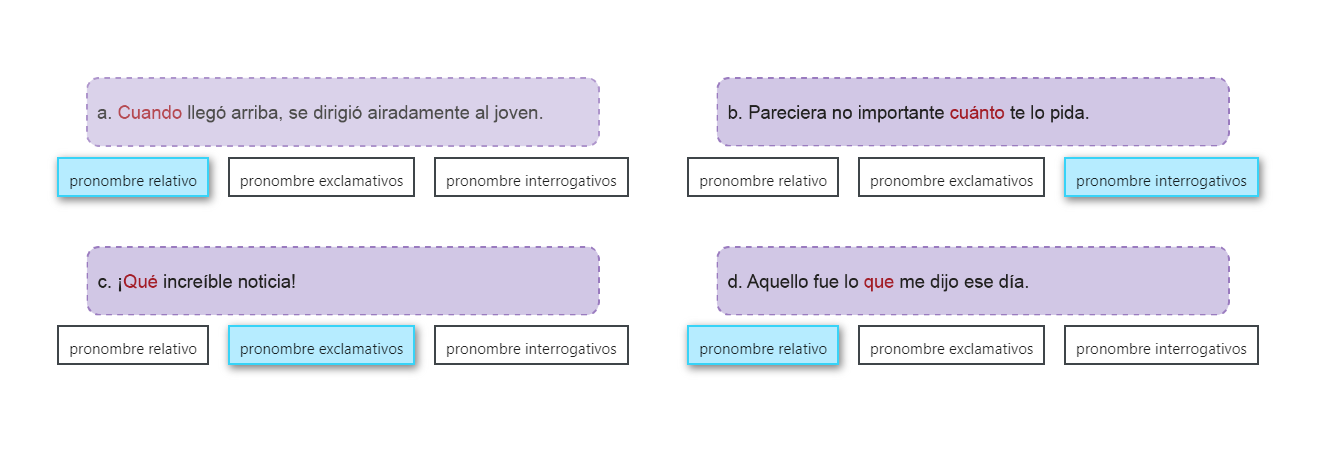 a. Cuando llegó arriba, se dirigió airadamente al joven.
pronombre relativo
pronombre exclamativos
pronombre interrogativos
b. Pareciera no importante cuánto te lo pida.
pronombre relativo
pronombre exclamativos
pronombre interrogativos
c. ¡Qué increíble noticia!
pronombre relativo
pronombre exclamativos
pronombre interrogativos
d. Aquello fue lo que me dijo ese día.
pronombre relativo
pronombre exclamativos
pronombre interrogativos